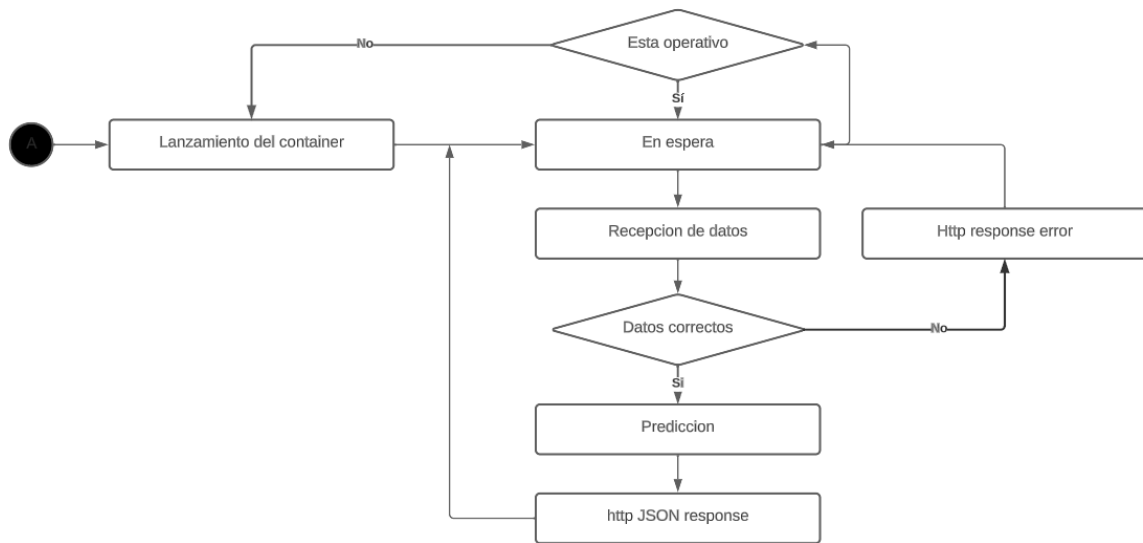 Esta operativo
No
Sí
A
Lanzamiento del container
En espera
Recepcion de datos
Http response error
Datos correctos
No
Si
Prediccion
http JSON response